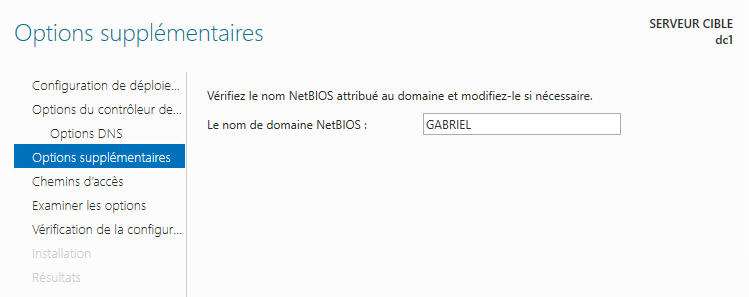 Options supplémentaires
SERVEUR CIBLE
dc1
Configuration de déploie...
Options du contrôleur de...
Options DNS
Options supplémentaires
Chemins d'accès
Examiner les options
Vérification de la configur...
Installation
Résultats
Vérifiez le nom NetBIOS attribué au domaine et modifiez-le si nécessaire.
Le nom de domaine NetBIOS : GABRIEL